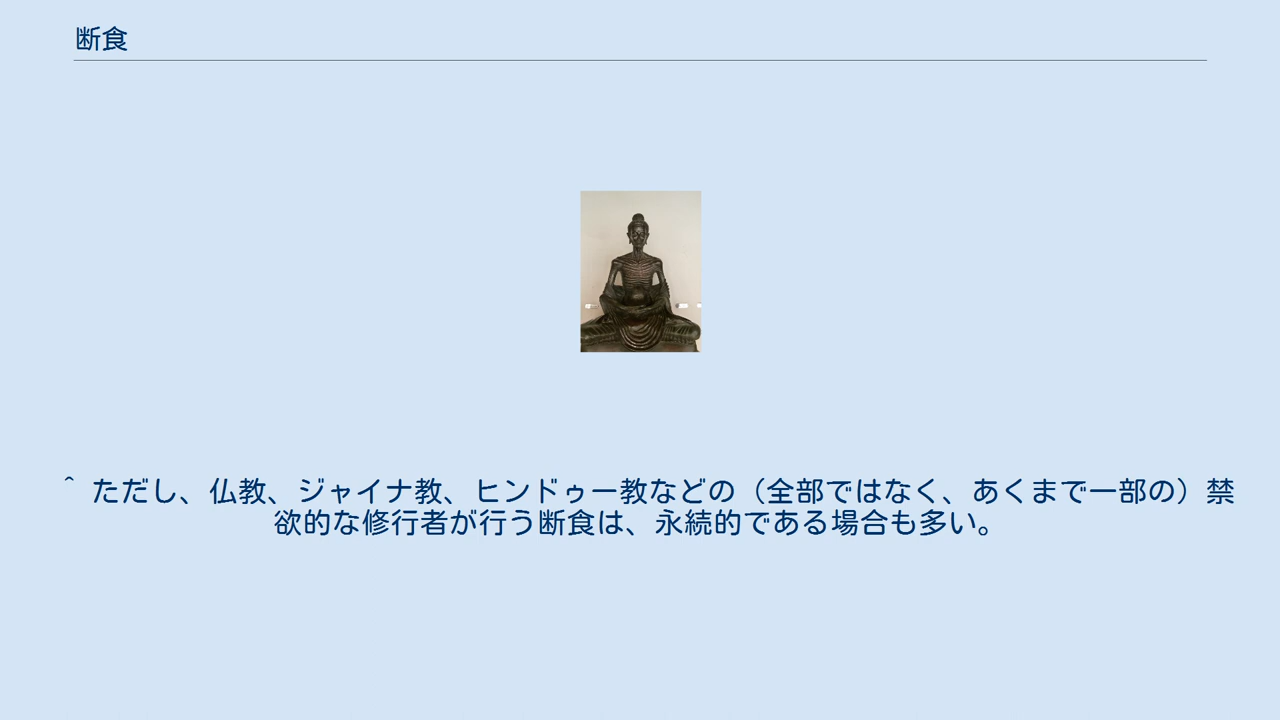 断食
^ ただし、仏教、ジャイナ教、ヒンドゥー教などの（全部ではなく、あくまで一部の）禁
欲的な修行者が行う断食は、永続的である場合も多い。